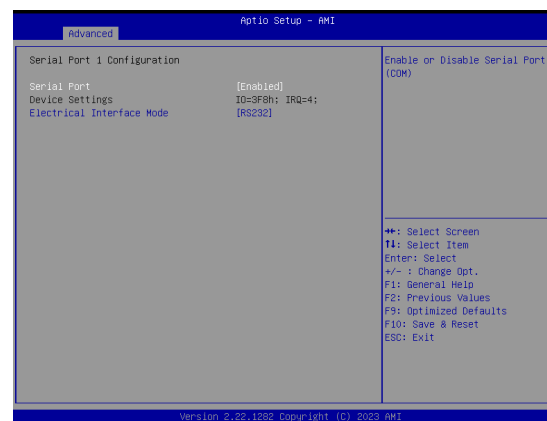 Aptio Setup – AMI
Advanced
Serial Port 1 Configuration
Serial Port [Enabled]
Device Settings IO=3F8h; IRQ=4;
Electrical Interface Mode [RS232]
Enable or Disable Serial Port
(COM)
→←: Select Screen
↑↓: Select Item
Enter: Select
+/- : Change Opt.
F1: General Help
F2: Previous Values
F9: Optimized Defaults
F10: Save & Reset
ESC: Exit
Version 2.22.1282 Copyright (C) 2023 AMI